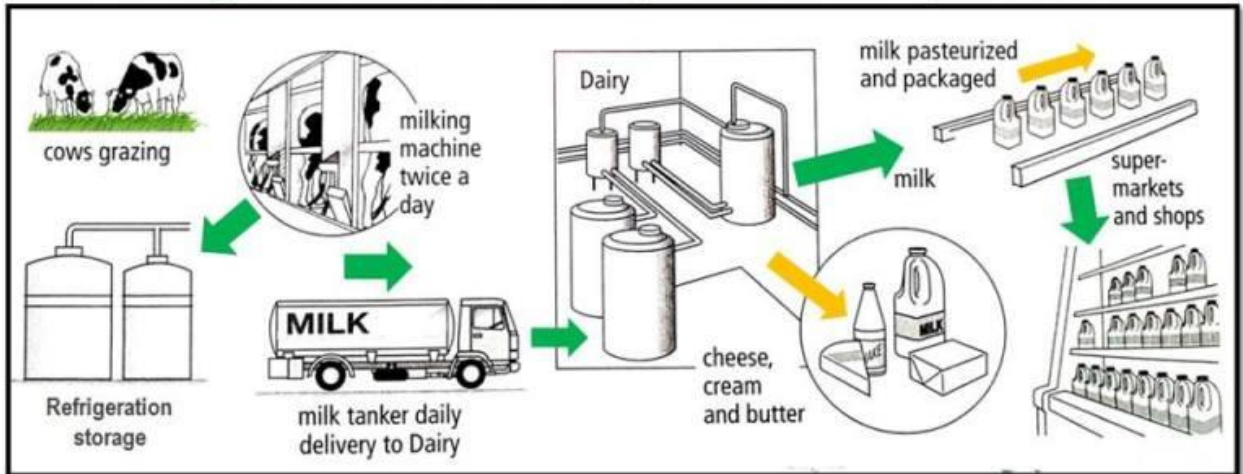 cows grazing
milking
machine
twice a
day
Refrigeration
storage
MILK
milk tanker daily
delivery to Dairy
Dairy
milk
cheese,
cream
and butter
MILK
milk pasteurized
and packaged
super-
markets
and shops